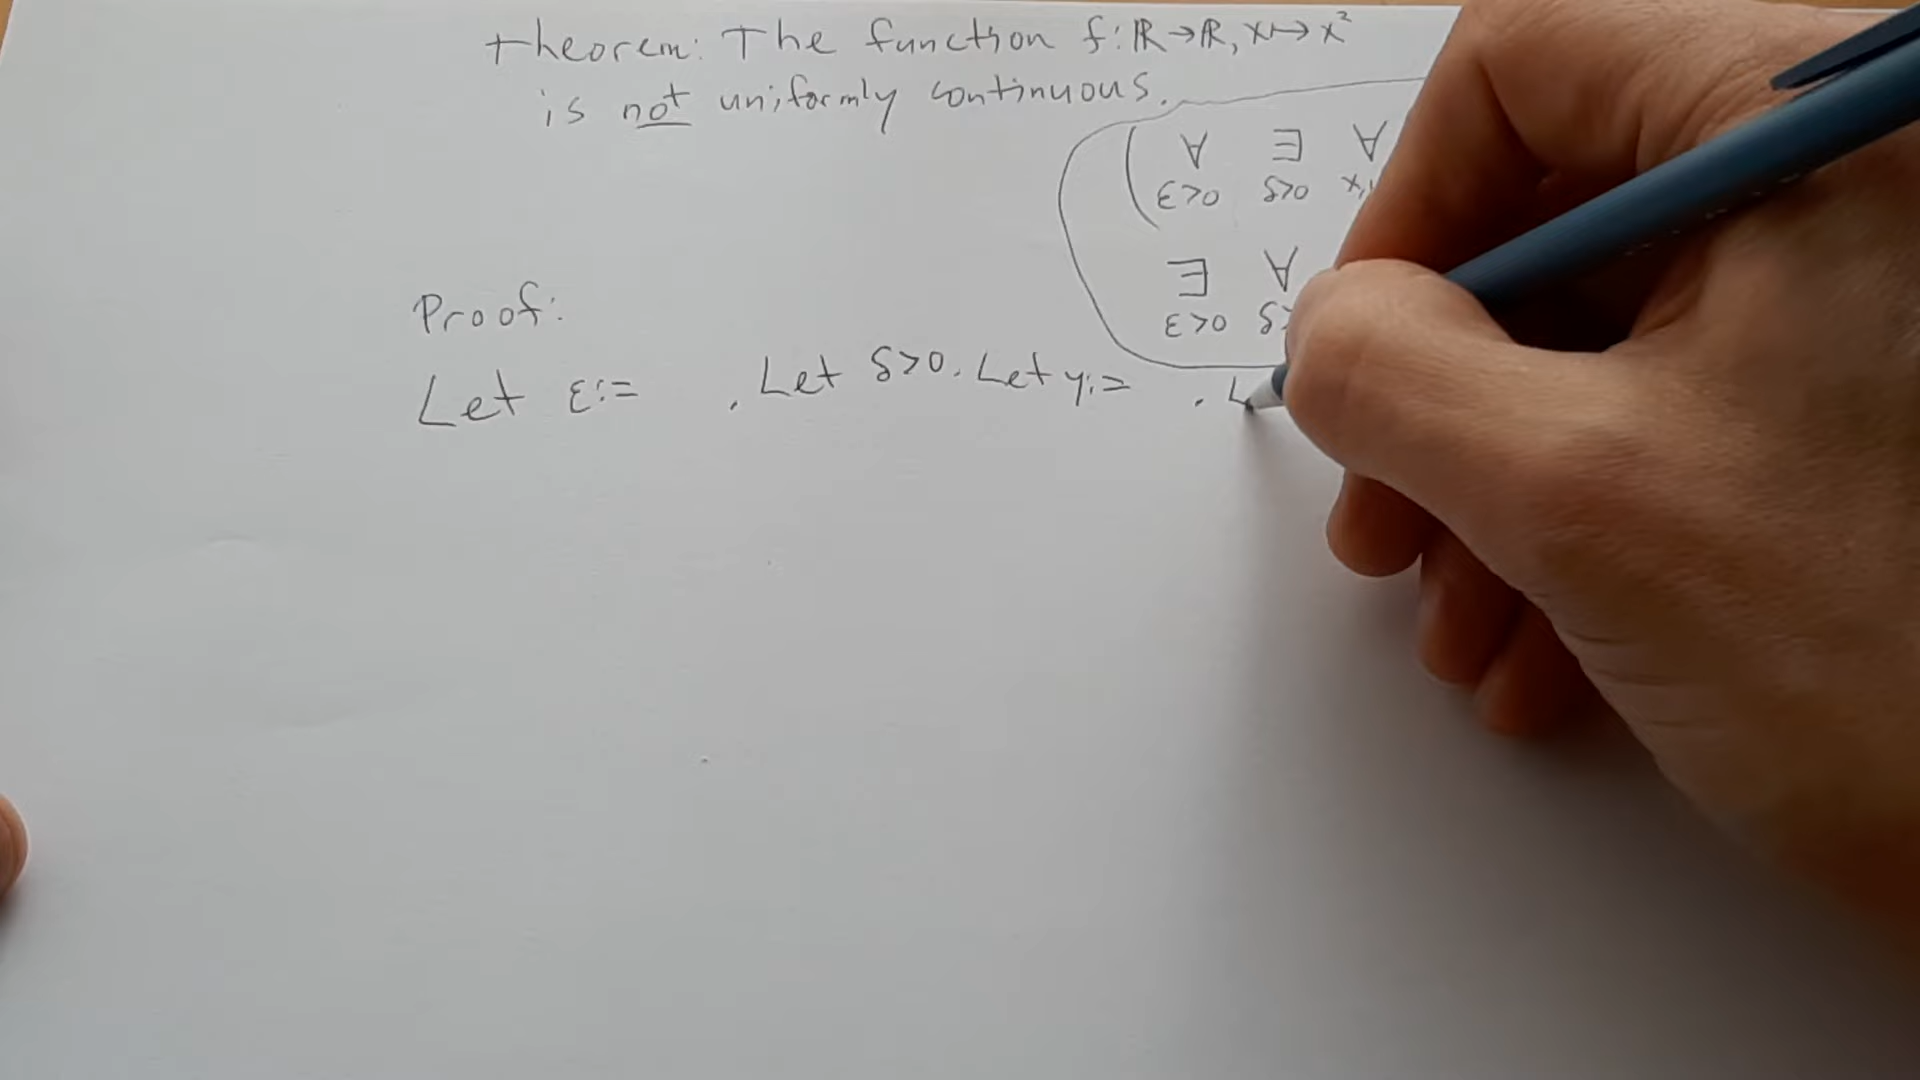 theorem: The function f:ℝ→ℝ, x↦x²
is not uniformly continuous.
( ∀ ∃ ∀
ε>0 δ>0
∃ ∀
ε>0 δ
Proof:
Let ε:= . Let δ>0. Let y:= . L